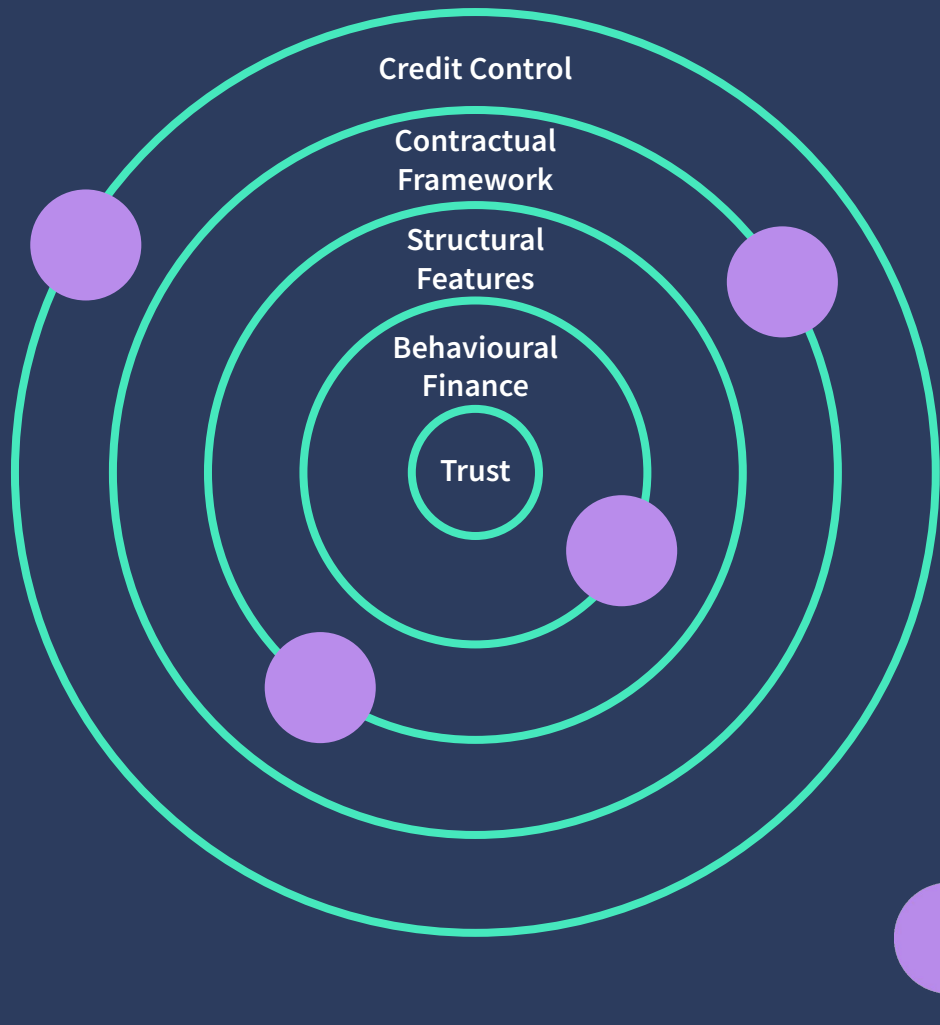 Credit Control
Contractual
Framework
Structural
Features
Behavioural
Finance
Trust